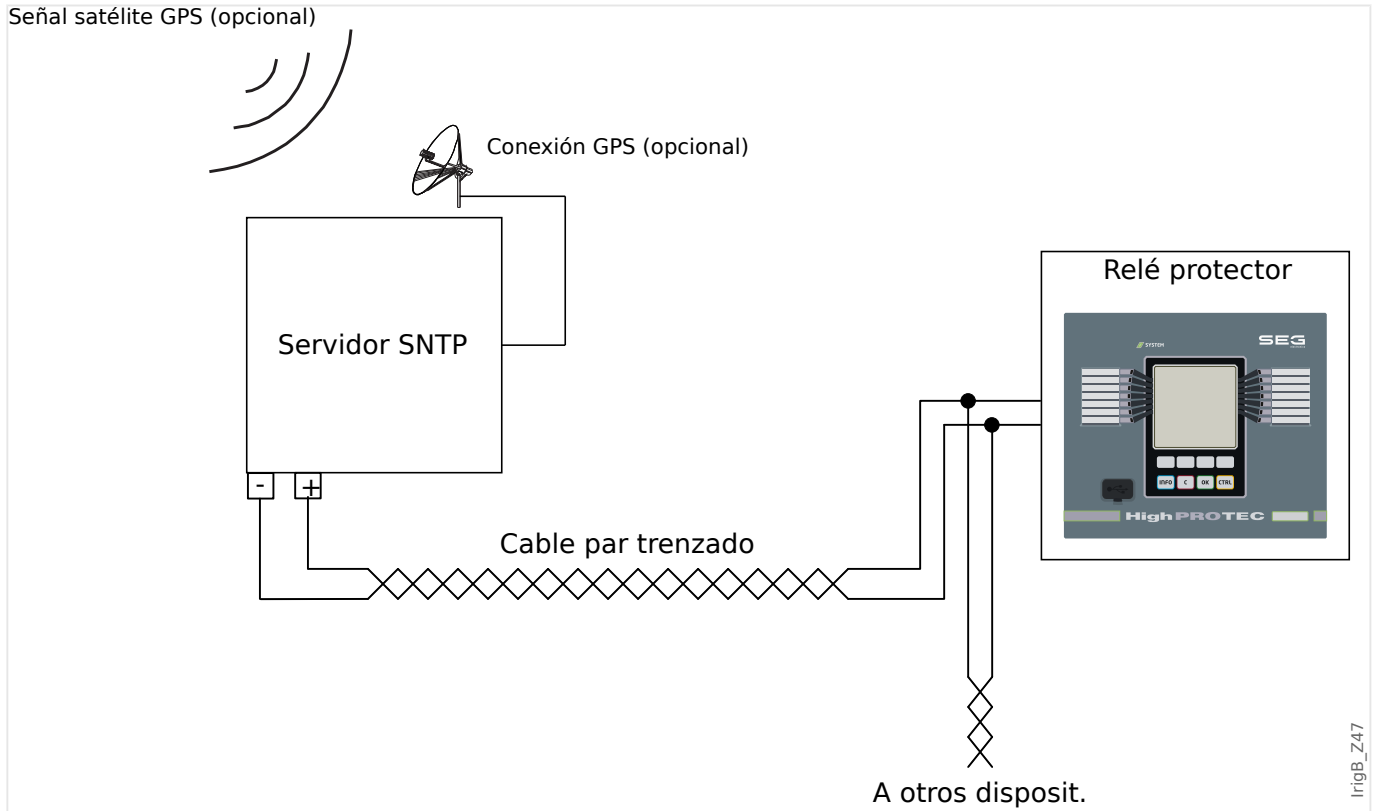 Señal satélite GPS (opcional)
Conexión GPS (opcional)
Servidor SNTP
- +
Relé protector
SYSTEM
SEG
INFO C OK CTRL
HighPROTEC
Cable par trenzado
A otros disposit.
IrigB_Z47